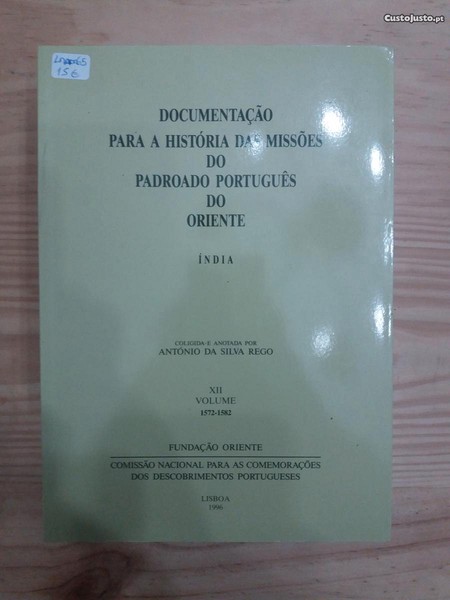 CustoJusto.pt
15 €
DOCUMENTAÇÃO
PARA A HISTÓRIA DAS MISSÕES
DO
PADROADO PORTUGUÊS
DO
ORIENTE
ÍNDIA
COLIGIDA E ANOTADA POR
ANTÓNIO DA SILVA REGO
XII
VOLUME
1572-1582
FUNDAÇÃO ORIENTE
COMISSÃO NACIONAL PARA AS COMEMORAÇÕES
DOS DESCOBRIMENTOS PORTUGUESES
LISBOA
1996